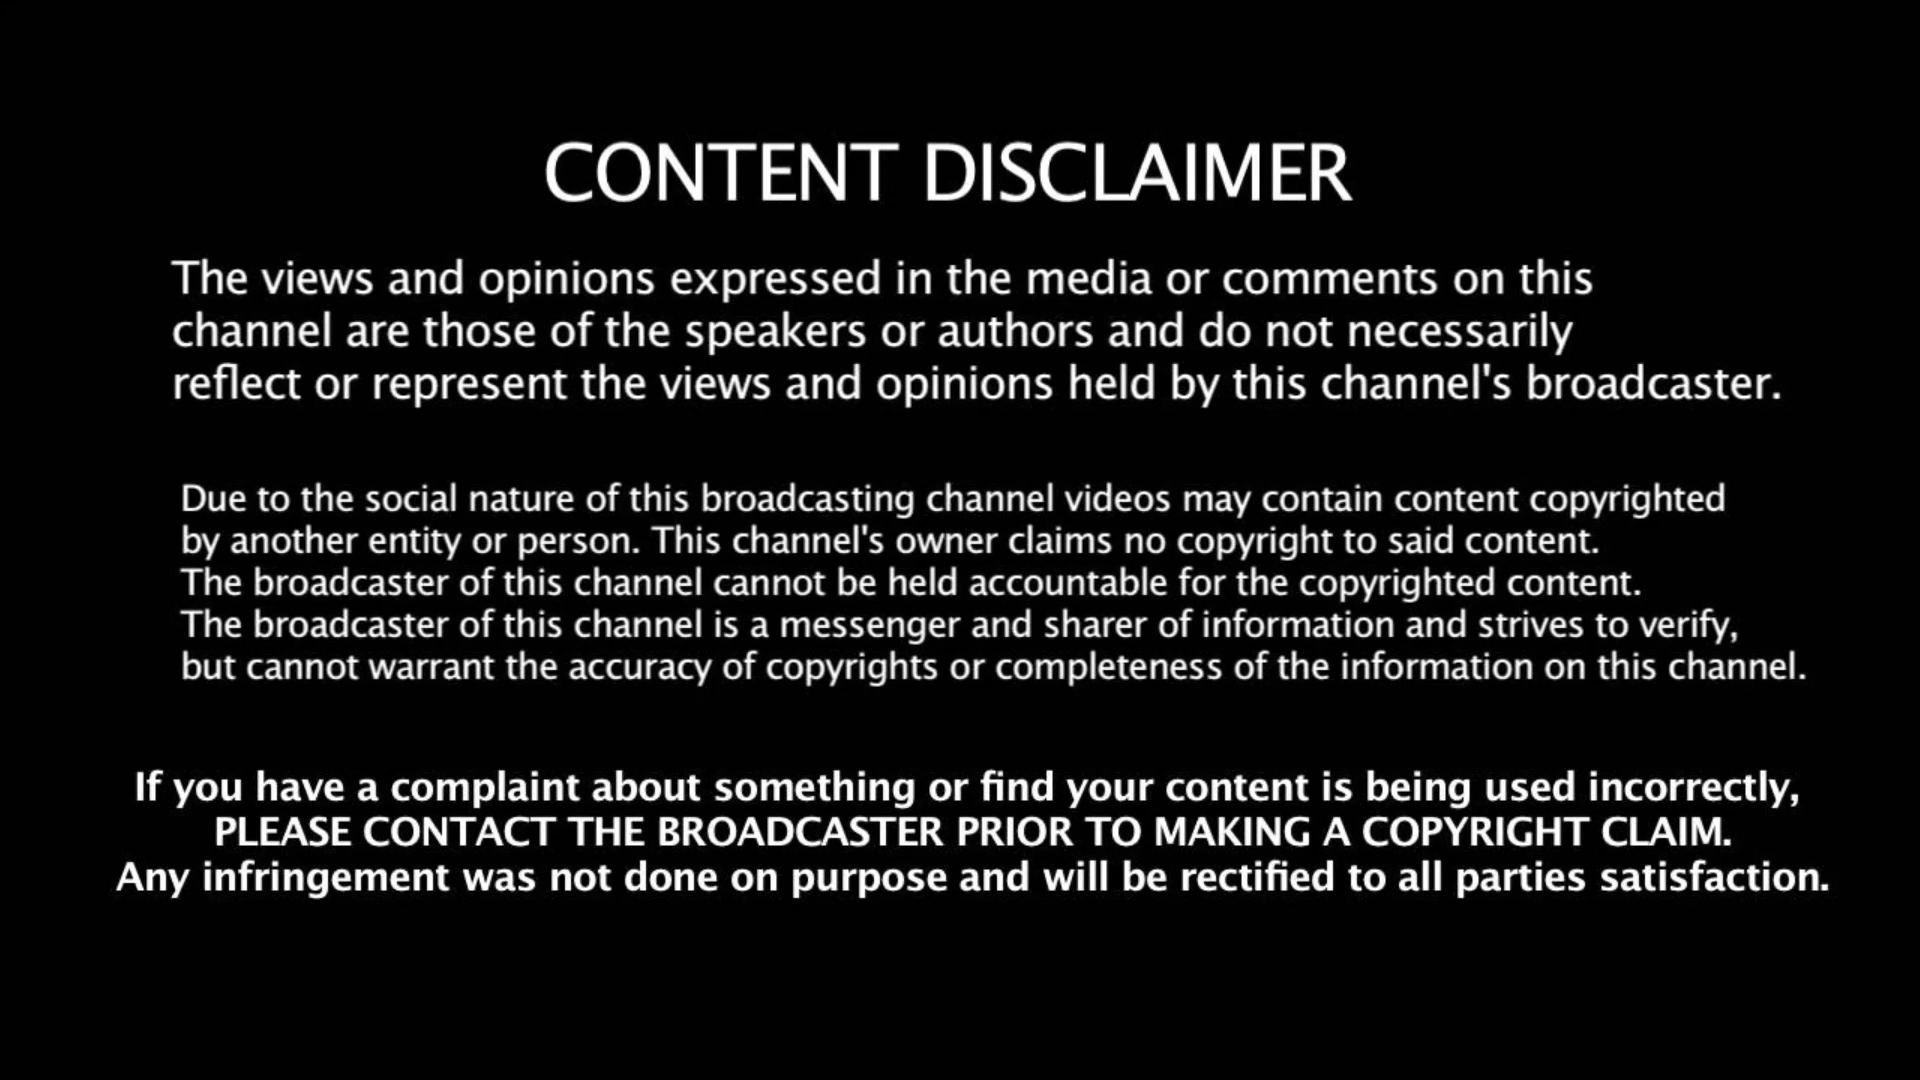 CONTENT DISCLAIMER
The views and opinions expressed in the media or comments on this
channel are those of the speakers or authors and do not necessarily
reflect or represent the views and opinions held by this channel's broadcaster.
Due to the social nature of this broadcasting channel videos may contain content copyrighted
by another entity or person. This channel's owner claims no copyright to said content.
The broadcaster of this channel cannot be held accountable for the copyrighted content.
The broadcaster of this channel is a messenger and sharer of information and strives to verify,
but cannot warrant the accuracy of copyrights or completeness of the information on this channel.
If you have a complaint about something or find your content is being used incorrectly,
PLEASE CONTACT THE BROADCASTER PRIOR TO MAKING A COPYRIGHT CLAIM.
Any infringement was not done on purpose and will be rectified to all parties satisfaction.